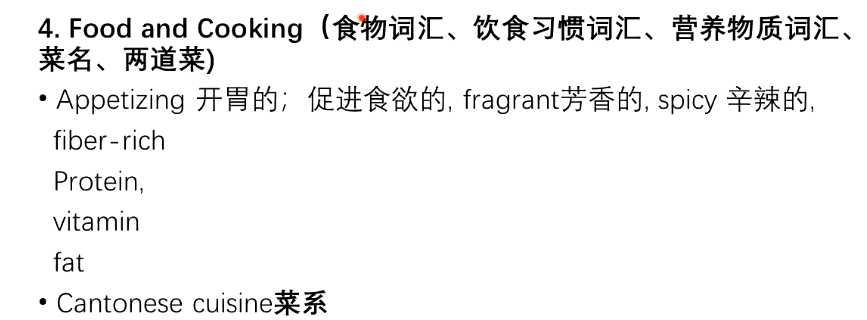 4. Food and Cooking（食物词汇、饮食习惯词汇、营养物质词汇、
菜名、两道菜)
• Appetizing 开胃的；促进食欲的, fragrant芳香的, spicy 辛辣的,
fiber-rich
Protein,
vitamin
fat
• Cantonese cuisine菜系